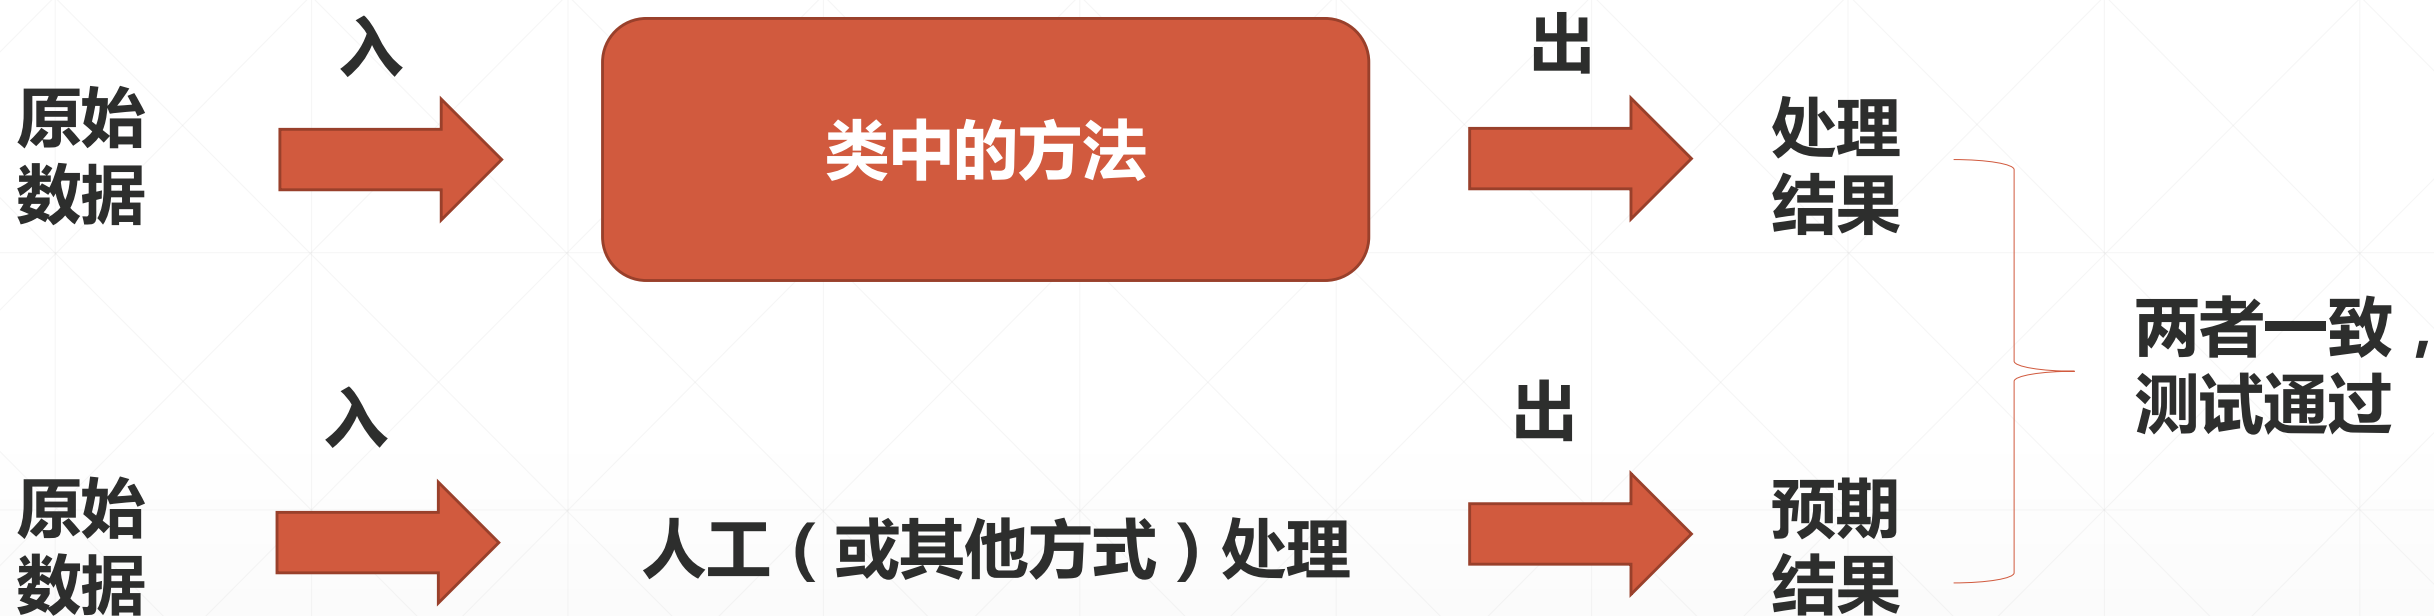 入
出
原始
数据
类中的方法
处理
结果
两者一致，
测试通过
入
出
原始
数据
人工（或其他方式）处理
预期
结果